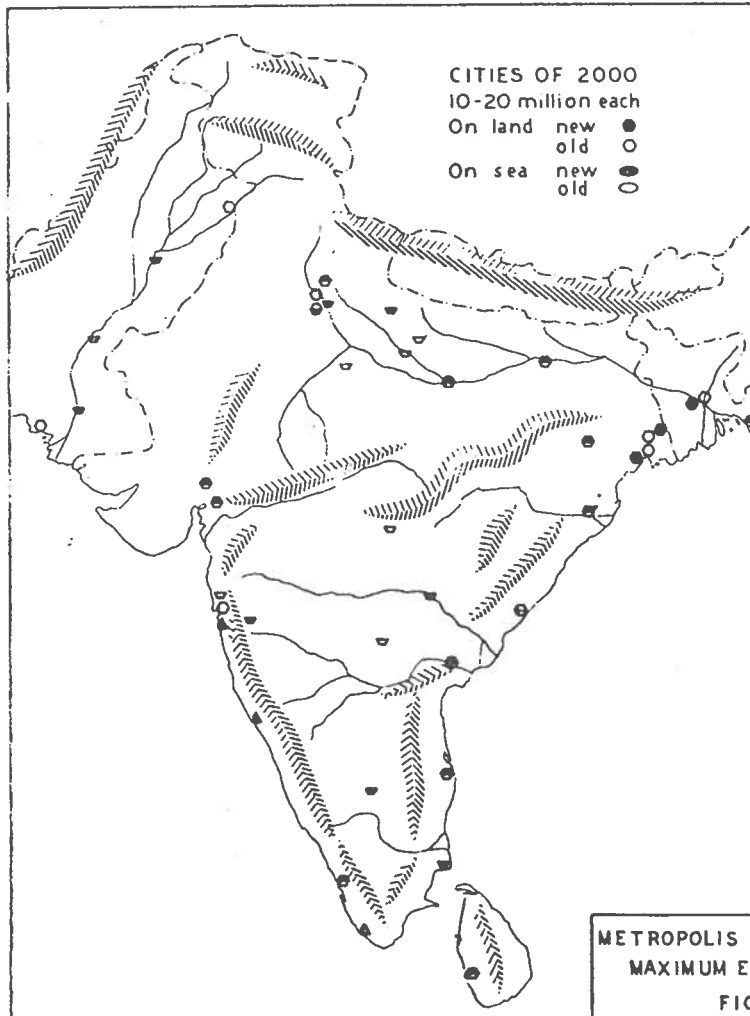 CITIES OF 2000
10-20 million each
On land new
old
On sea new
old
METROPOLIS
MAXIMUM E
FIG